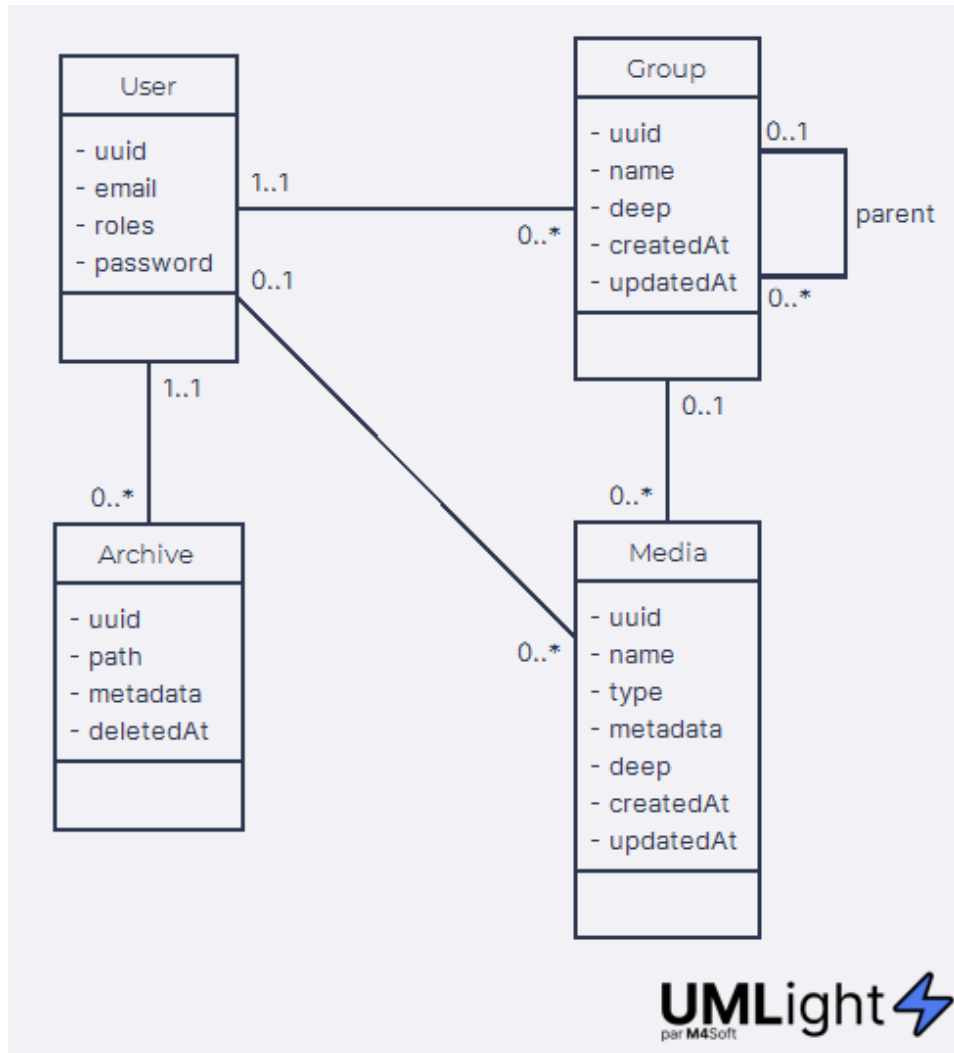 User
- uuid
- email
- roles
- password
1..1
0..*
0..1
Group
- uuid
- name
- deep
- createdAt
- updatedAt
0..1
parent
0..*
1..1
0..*
0..1
0..*
0..*
Archive
- uuid
- path
- metadata
- deletedAt
Media
- uuid
- name
- type
- metadata
- deep
- createdAt
- updatedAt
UMLight
par M4Soft